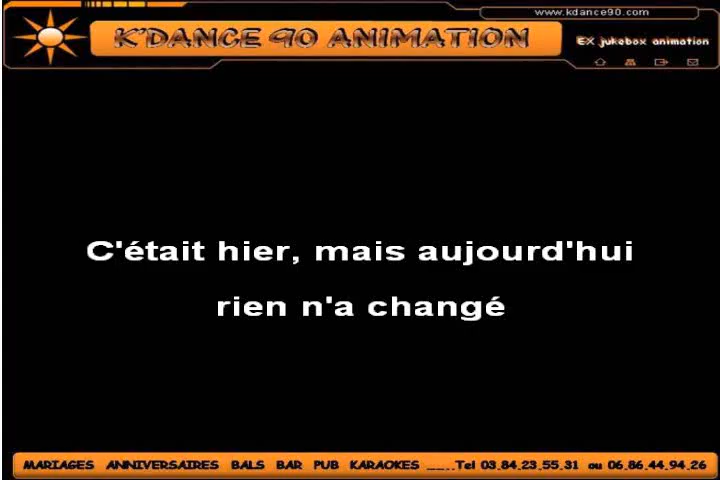 www.kdance90.com
K'DANCE 90 ANIMATION
EX jukebox animation
C'était hier, mais aujourd'hui
rien n'a changé
MARIAGES ANNIVERSAIRES BALS BAR PUB KARAOKES __..Tel 03.84.23.55.31 ou 06.86.44.94.26